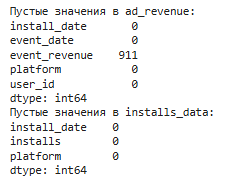 Пустые значения в ad_revenue:
install_date 0
event_date 0
event_revenue 911
platform 0
user_id 0
dtype: int64
Пустые значения в installs_data:
install_date 0
installs 0
platform 0
dtype: int64